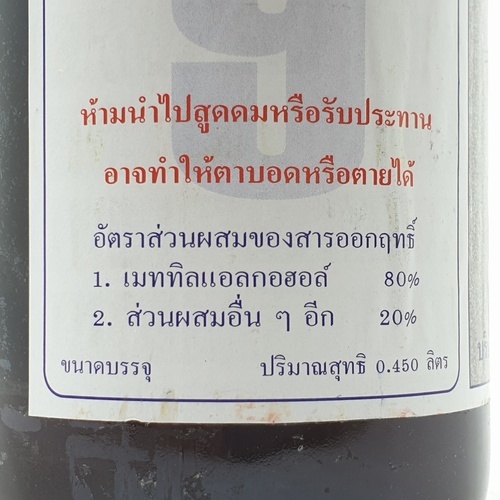 9
ห้ามนำไปสูดดมหรือรับประทาน
อาจทำให้ตาบอดหรือตายได้
อัตราส่วนผสมของสารออกฤทธิ์
1. เมททิลแอลกอฮอล์ 80%
2. ส่วนผสมอื่น ๆ อีก 20%
ขนาดบรรจุ ปริมาณสุทธิ 0.450 ลิตร